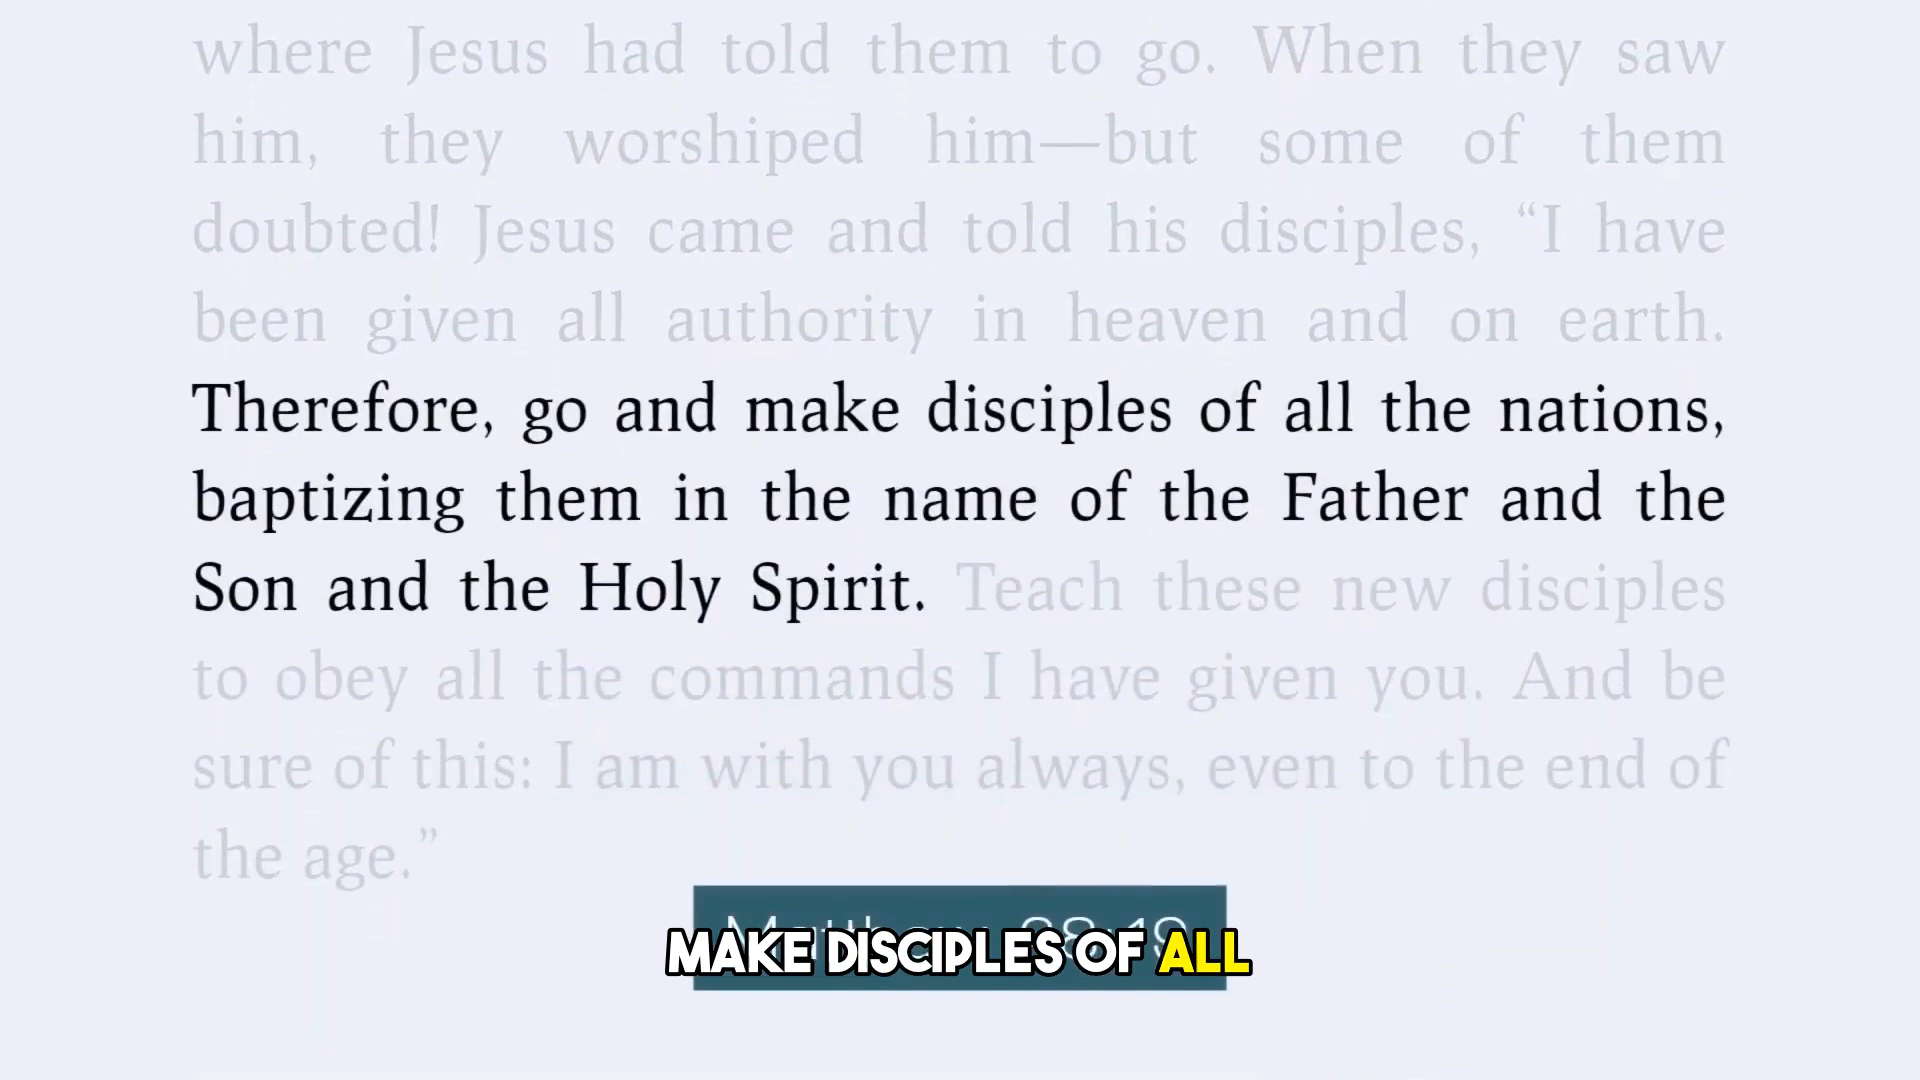 where Jesus had told them to go. When they saw
him, they worshiped him—but some of them
doubted! Jesus came and told his disciples, “I have
been given all authority in heaven and on earth.
Therefore, go and make disciples of all the nations,
baptizing them in the name of the Father and the
Son and the Holy Spirit. Teach these new disciples
to obey all the commands I have given you. And be
sure of this: I am with you always, even to the end of
the age.”
Matthew 28:19
MAKE DISCIPLES OF ALL